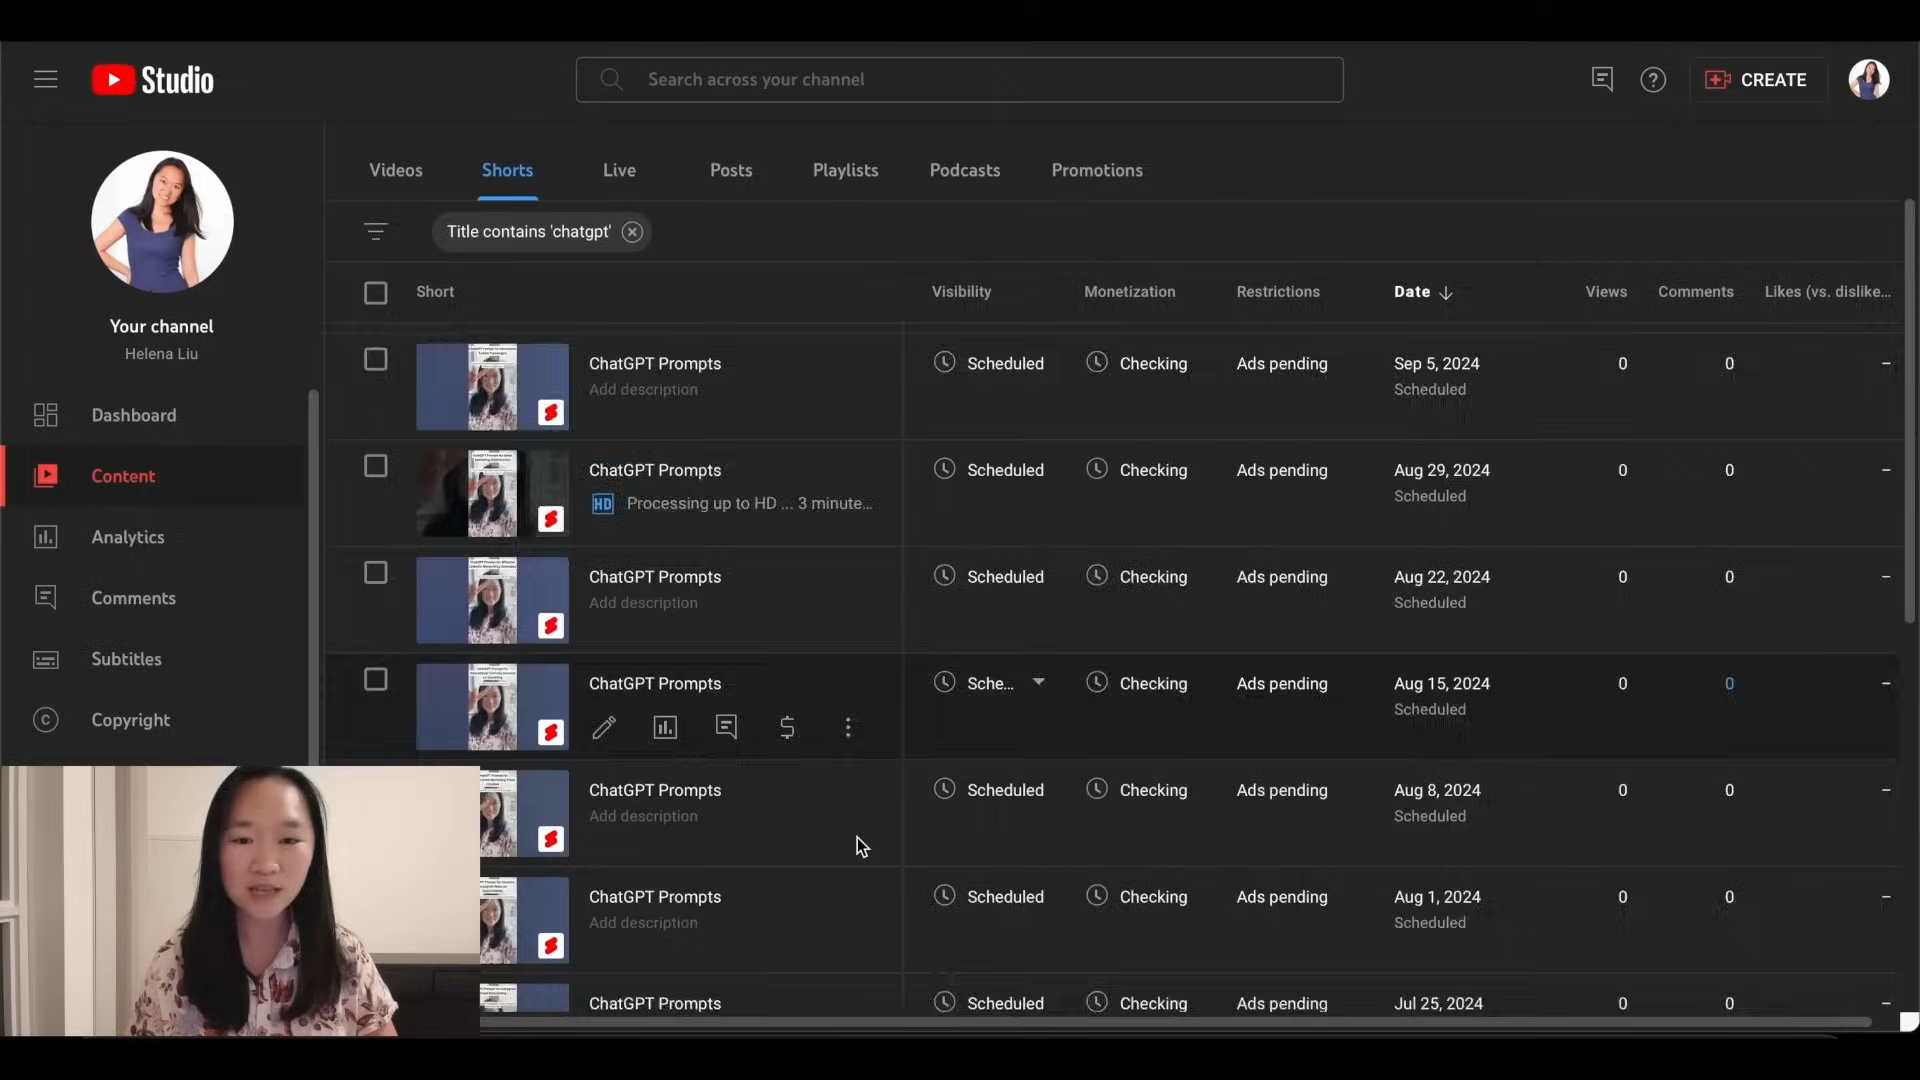 Studio
Search across your channel
CREATE
Your channel
Helena Liu
Dashboard
Content
Analytics
Comments
Subtitles
Copyright
Videos Shorts Live Posts Playlists Podcasts Promotions
Title contains 'chatgpt'
Short Visibility Monetization Restrictions Date Views Comments Likes (vs. dislike...
ChatGPT Prompts Scheduled Checking Ads pending Sep 5, 2024 0 0 –
Add description Scheduled
ChatGPT Prompts Scheduled Checking Ads pending Aug 29, 2024 0 0 –
HD Processing up to HD ... 3 minute... Scheduled
ChatGPT Prompts Scheduled Checking Ads pending Aug 22, 2024 0 0 –
Add description Scheduled
ChatGPT Prompts Sche... Checking Ads pending Aug 15, 2024 0 0 –
Scheduled
ChatGPT Prompts Scheduled Checking Ads pending Aug 8, 2024 0 0 –
Add description Scheduled
ChatGPT Prompts Scheduled Checking Ads pending Aug 1, 2024 0 0 –
Add description Scheduled
ChatGPT Prompts Scheduled Checking Ads pending Jul 25, 2024 0 0 –